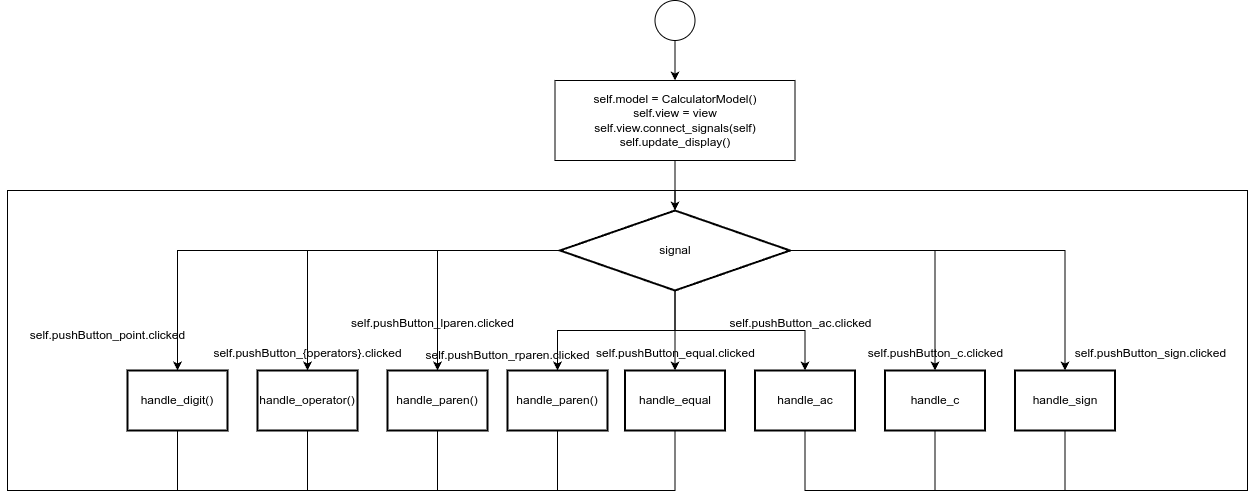 self.model = CalculatorModel()
self.view = view
self.view.connect_signals(self)
self.update_display()
signal
self.pushButton_point.clicked
self.pushButton_{operators}.clicked
self.pushButton_lparen.clicked
self.pushButton_rparen.clicked
self.pushButton_equal.clicked
self.pushButton_ac.clicked
self.pushButton_c.clicked
self.pushButton_sign.clicked
handle_digit()
handle_operator()
handle_paren()
handle_paren()
handle_equal
handle_ac
handle_c
handle_sign